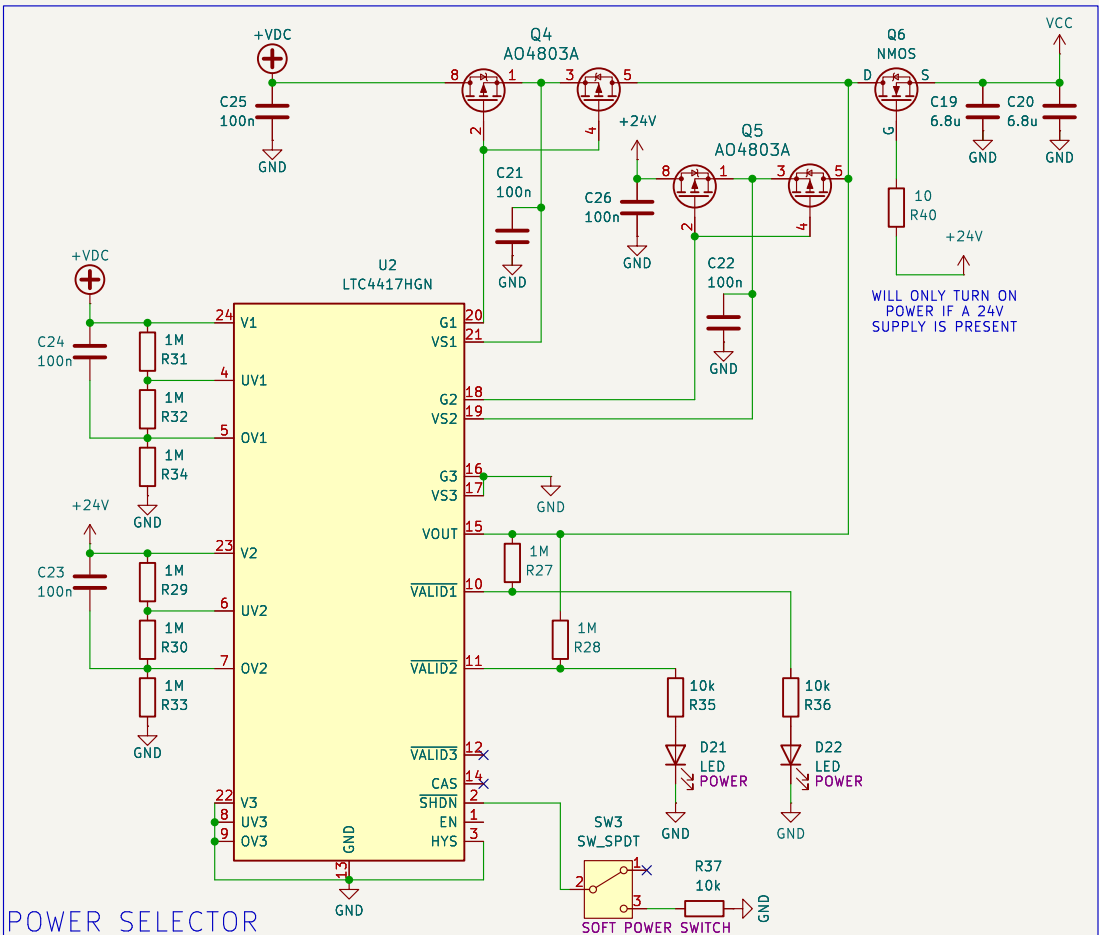 +VDC
C25
100n
GND
Q4
AO4803A
8
1
2
3
5
4
Q6
NMOS
D
S
G
VCC
C19
6.8u
C20
6.8u
GND
GND
10
R40
+24V
WILL ONLY TURN ON
POWER IF A 24V
SUPPLY IS PRESENT
+24V
C26
100n
GND
Q5
AO4803A
8
1
2
3
5
4
C21
100n
GND
C22
100n
GND
+VDC
C24
100n
1M
R31
1M
R32
1M
R34
GND
+24V
C23
100n
1M
R29
1M
R30
1M
R33
GND
U2
LTC4417HGN
24
V1
4
UV1
5
OV1
23
V2
6
UV2
7
OV2
22
V3
8
UV3
9
OV3
GND
13
GND
G1
20
VS1
21
G2
18
VS2
19
G3
16
VS3
17
GND
VOUT
15
VALID1
10
VALID2
11
VALID3
12
CAS
14
SHDN
2
EN
1
HYS
3
1M
R27
1M
R28
10k
R35
10k
R36
D21
LED
POWER
D22
LED
POWER
GND
GND
SW3
SW_SPDT
2
1
3
SOFT POWER SWITCH
R37
10k
GND
POWER SELECTOR